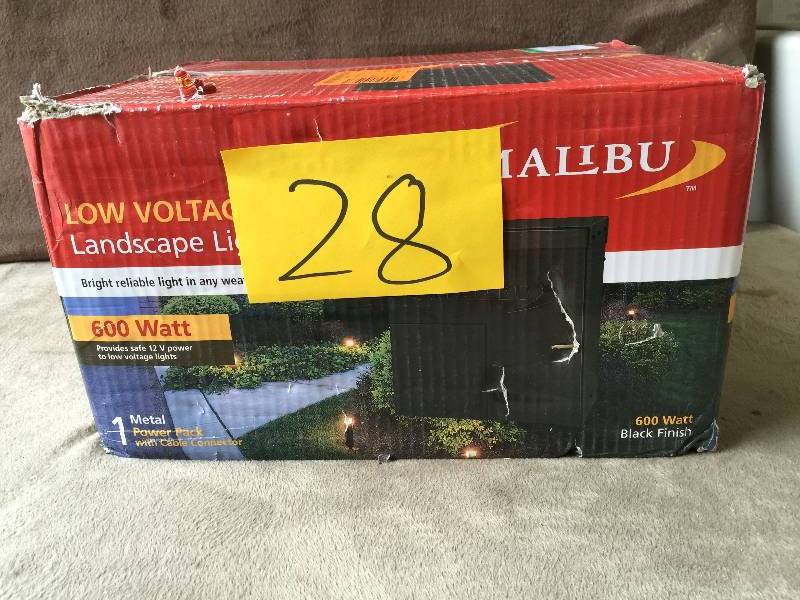 28
MALIBU
TM
LOW VOLTAG
Landscape Li
Bright reliable light in any wea
600 Watt
Provides safe 12 V power
to low voltage lights
1 Metal
Power Pack
with Cable Connector
600 Watt
Black Finish